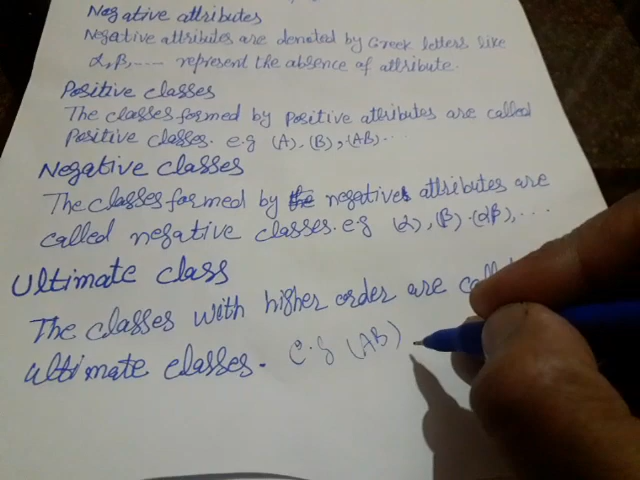 Negative attributes
Negative attributes are denoted by Greek letters like
α, β, .... represent the absence of attribute.
Positive classes
The classes formed by positive attributes are called
Positive classes. e.g (A), (B), (AB)...
Negative classes
The classes formed by negative attributes are
called negative classes. e.g (α), (β) (αβ), ...
Ultimate class
The classes with higher order are
ultimate classes. e.g (AB)